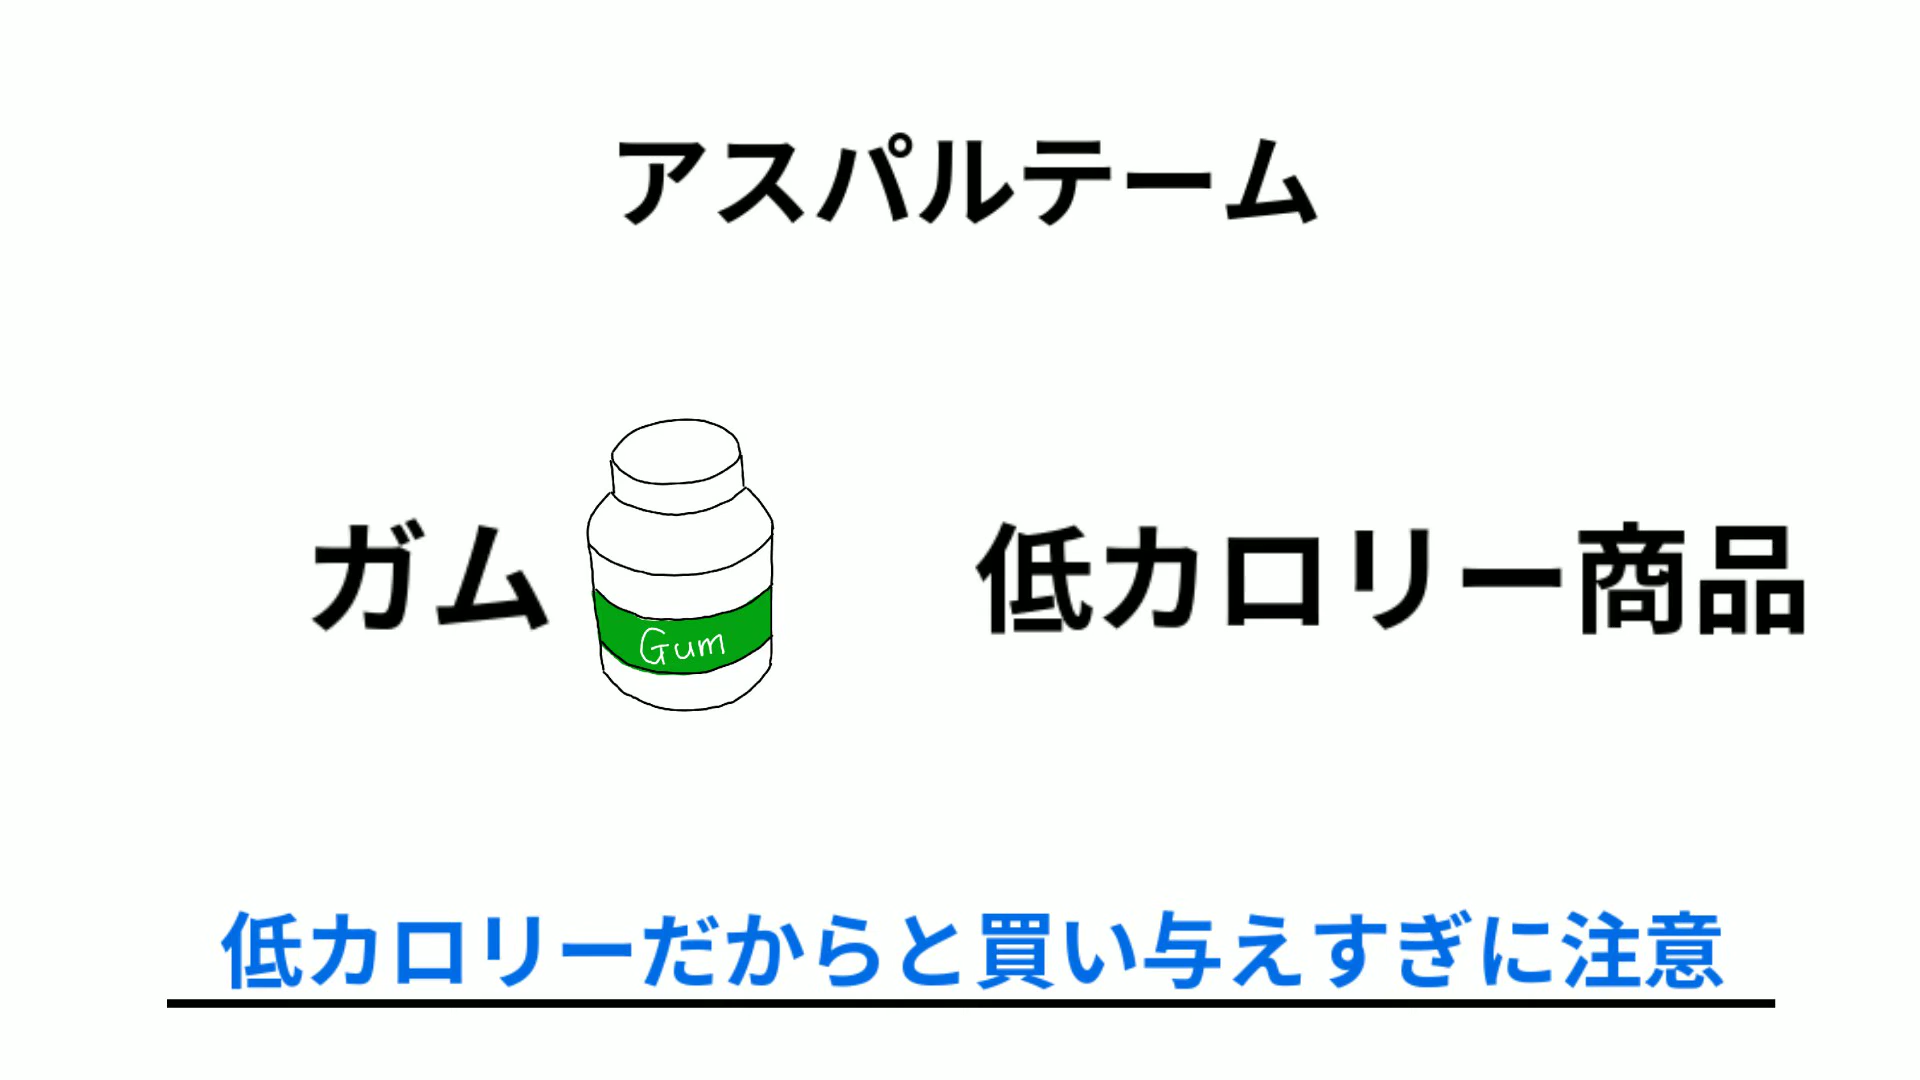 アスパルテーム
ガム
Gum
低カロリー商品
低カロリーだからと買い与えすぎに注意